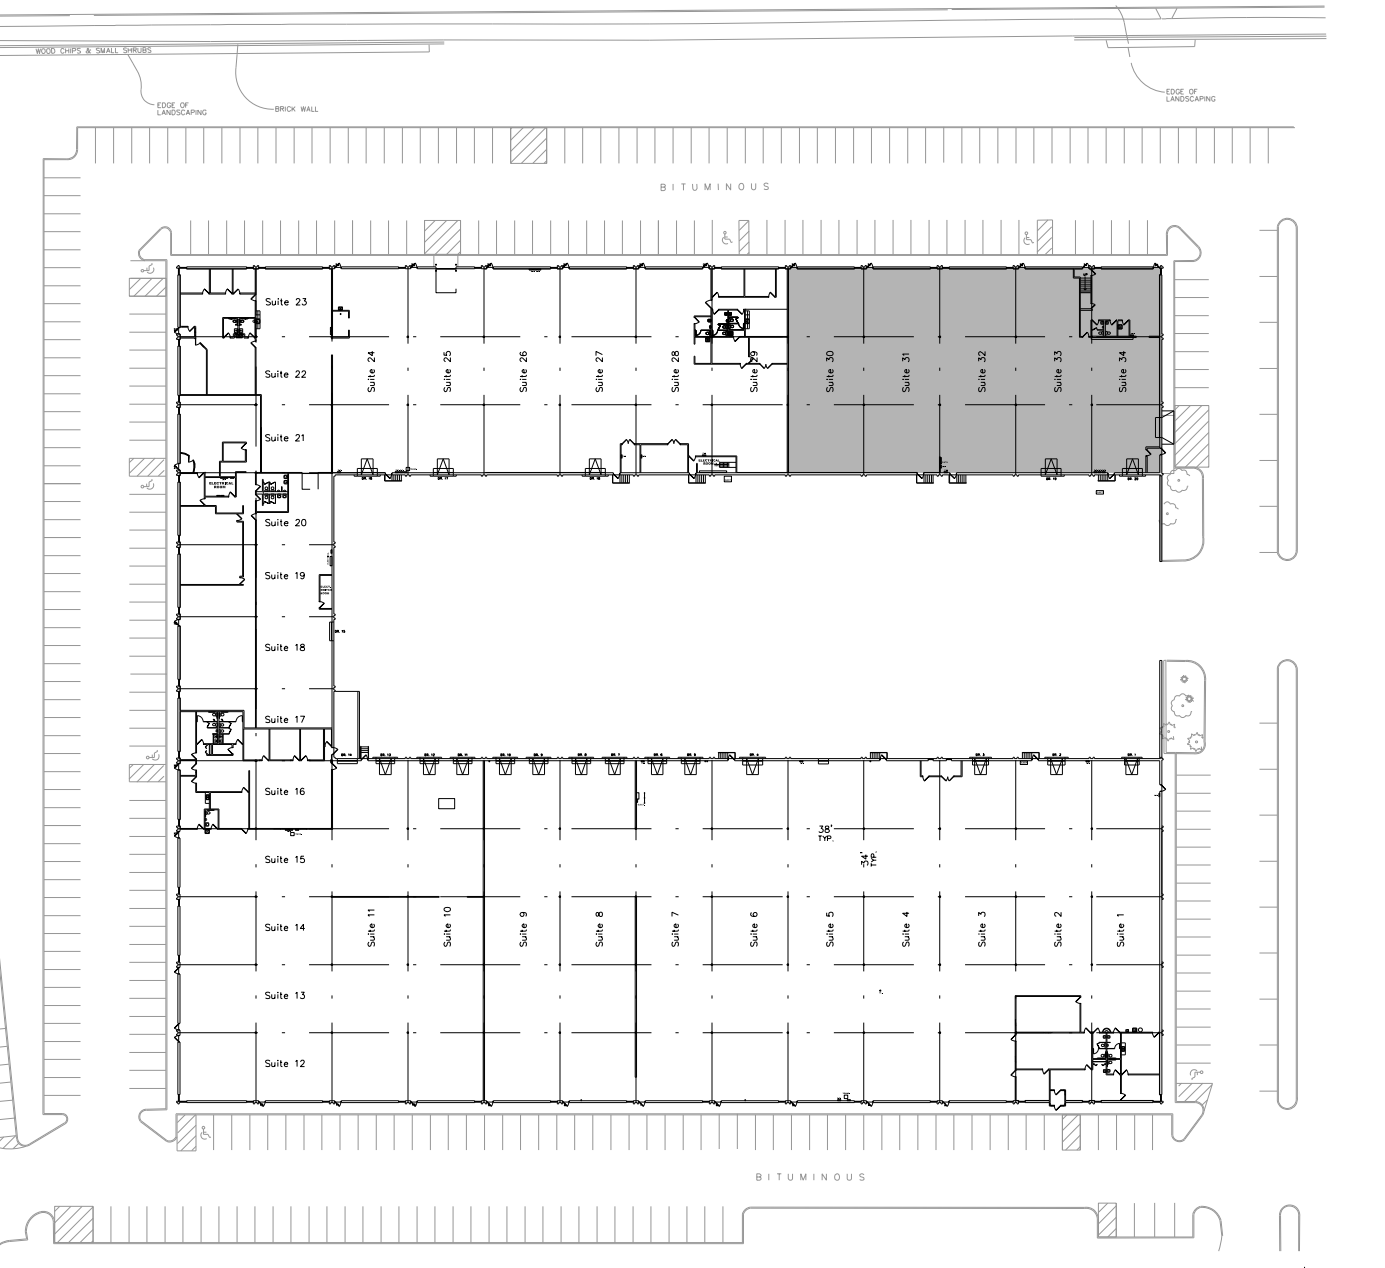 WOOD CHIPS & SMALL SHRUBS
EDGE OF
LANDSCAPING
BRICK WALL
EDGE OF
LANDSCAPING
BITUMINOUS
Suite 23
Suite 22
Suite 21
Suite 24
Suite 25
Suite 26
Suite 27
Suite 28
Suite 29
Suite 30
Suite 31
Suite 32
Suite 33
Suite 34
ELECTRICAL
ROOM
ELECTRICAL
ROOM
Suite 20
Suite 19
Suite 18
Suite 17
Suite 16
Suite 15
Suite 14
Suite 13
Suite 12
38'
TYP.
34'
TYP.
Suite 11
Suite 10
Suite 9
Suite 8
Suite 7
Suite 6
Suite 5
Suite 4
Suite 3
Suite 2
Suite 1
BITUMINOUS